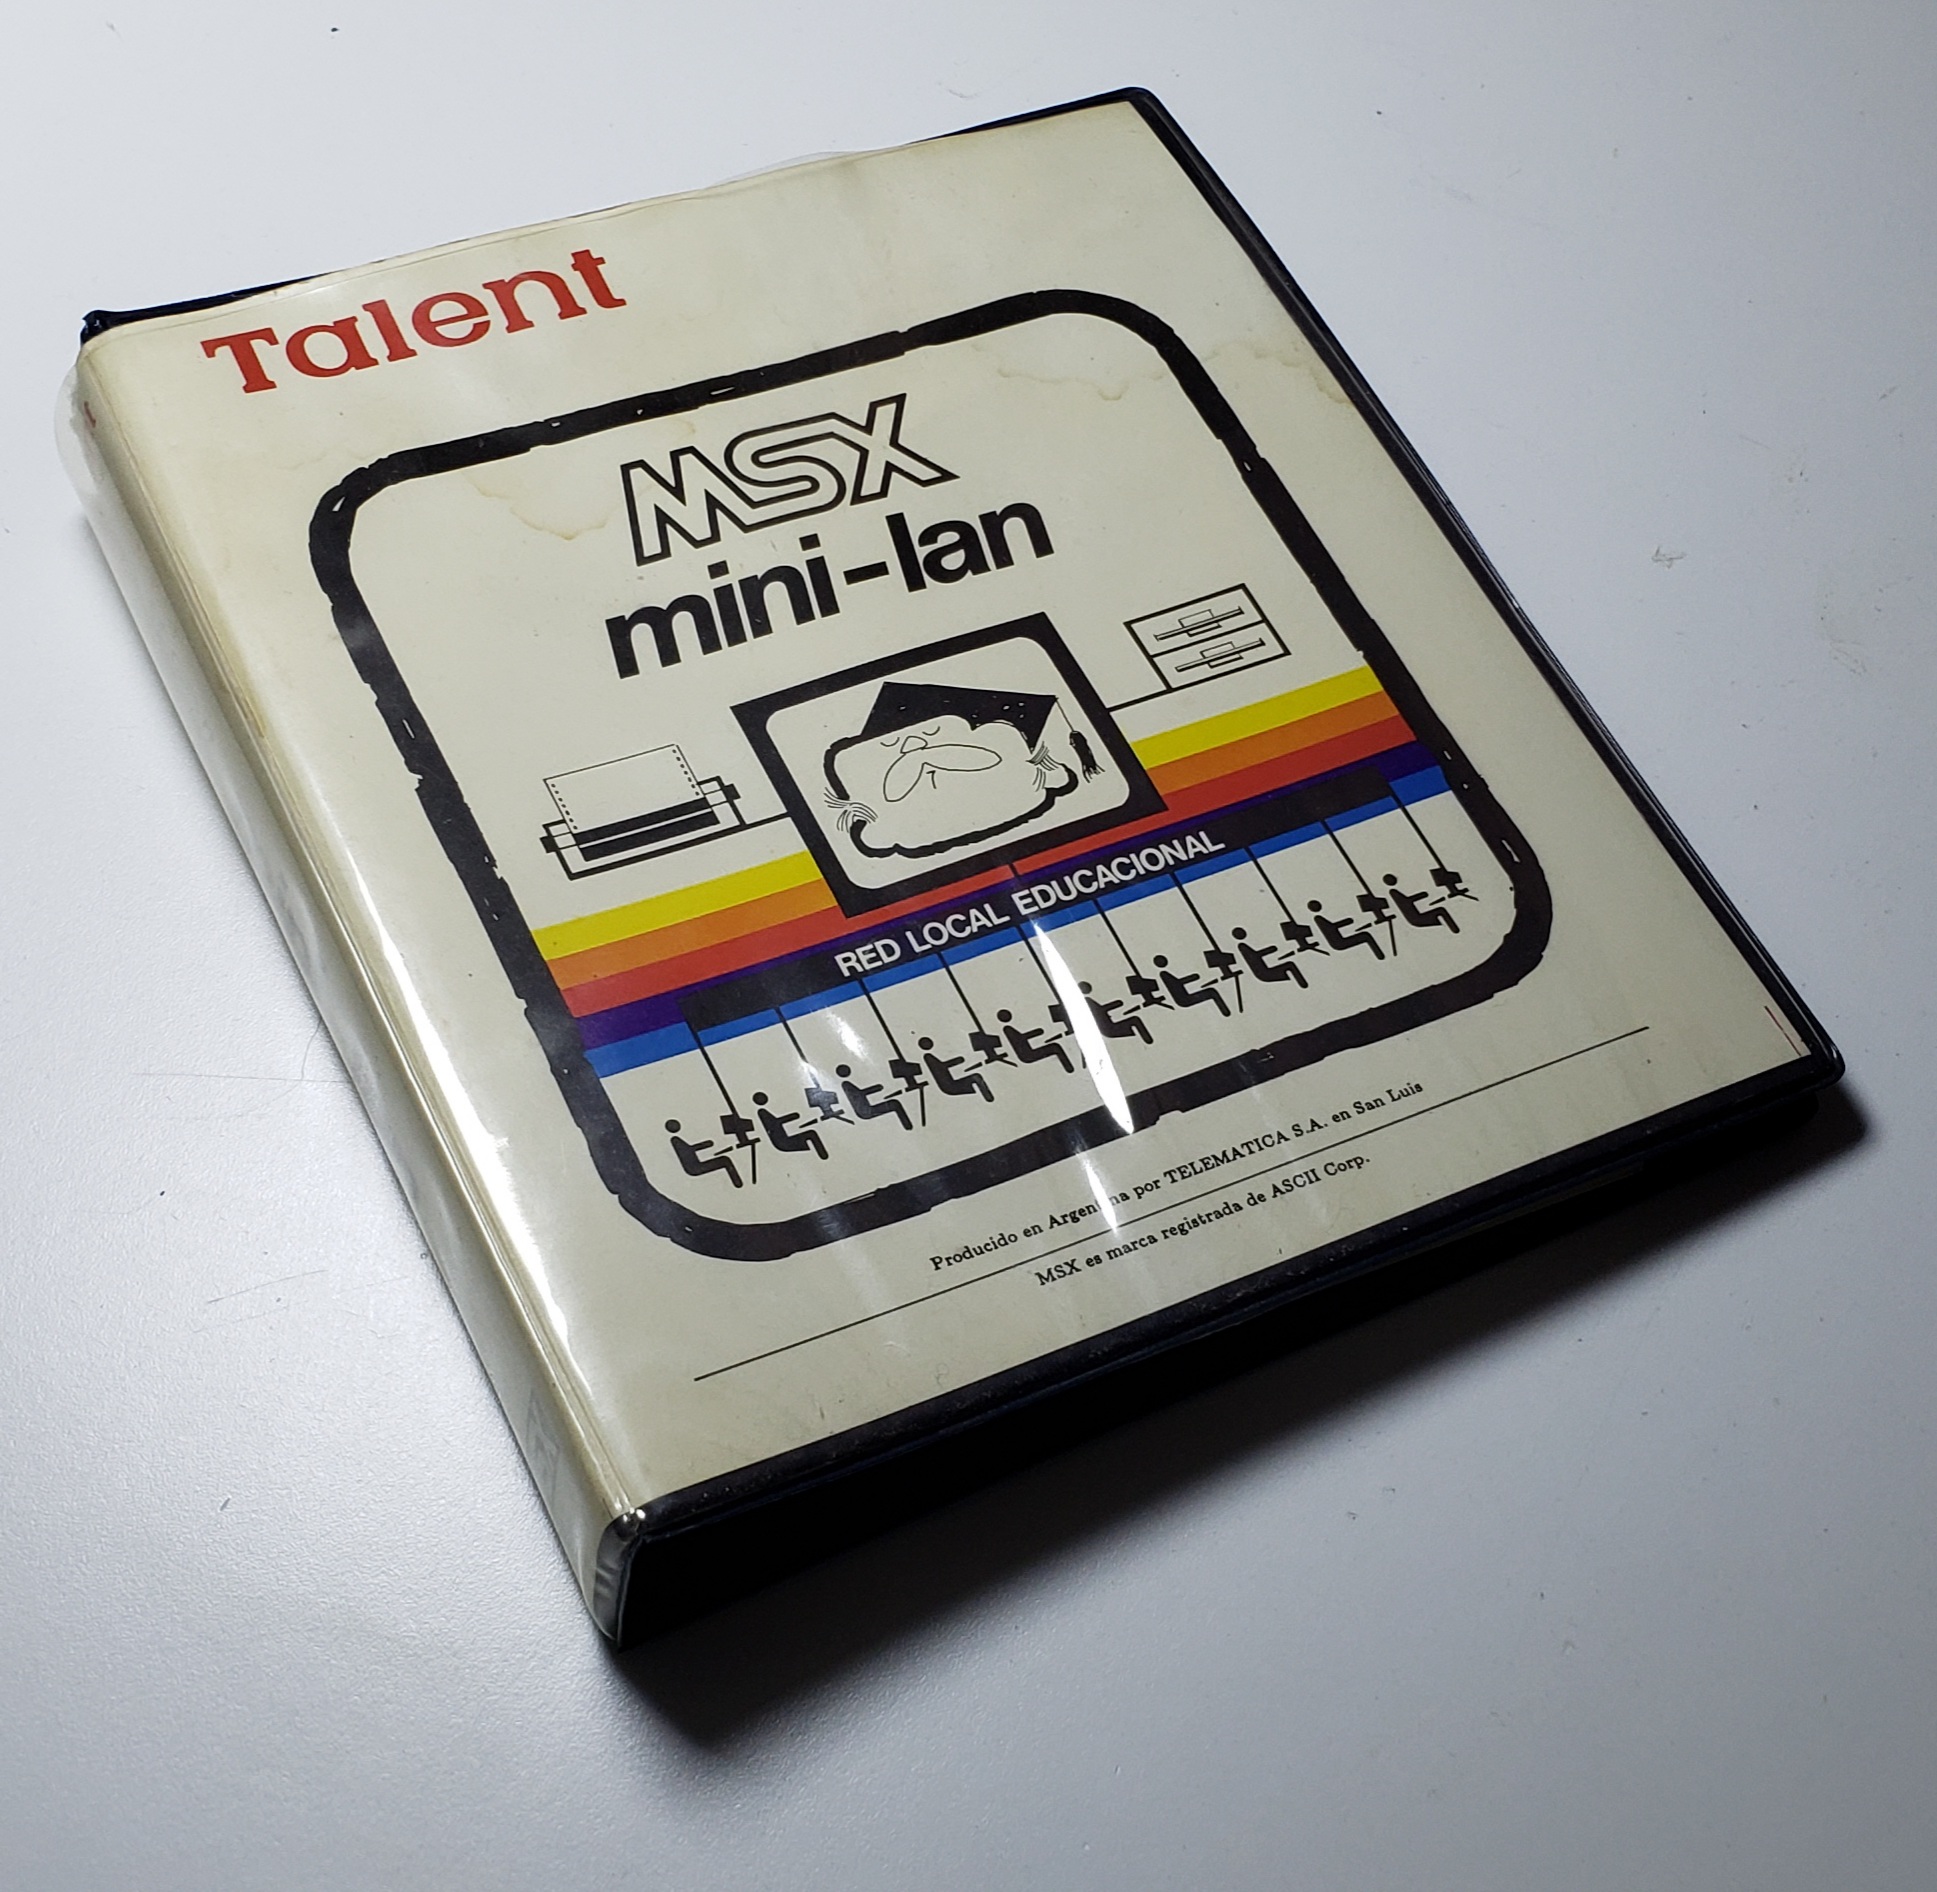 Talent
MSX
mini-lan
RED LOCAL EDUCACIONAL
Producido en Argentina por TELEMATICA S.A. en San Luis
MSX es marca registrada de ASCII Corp.